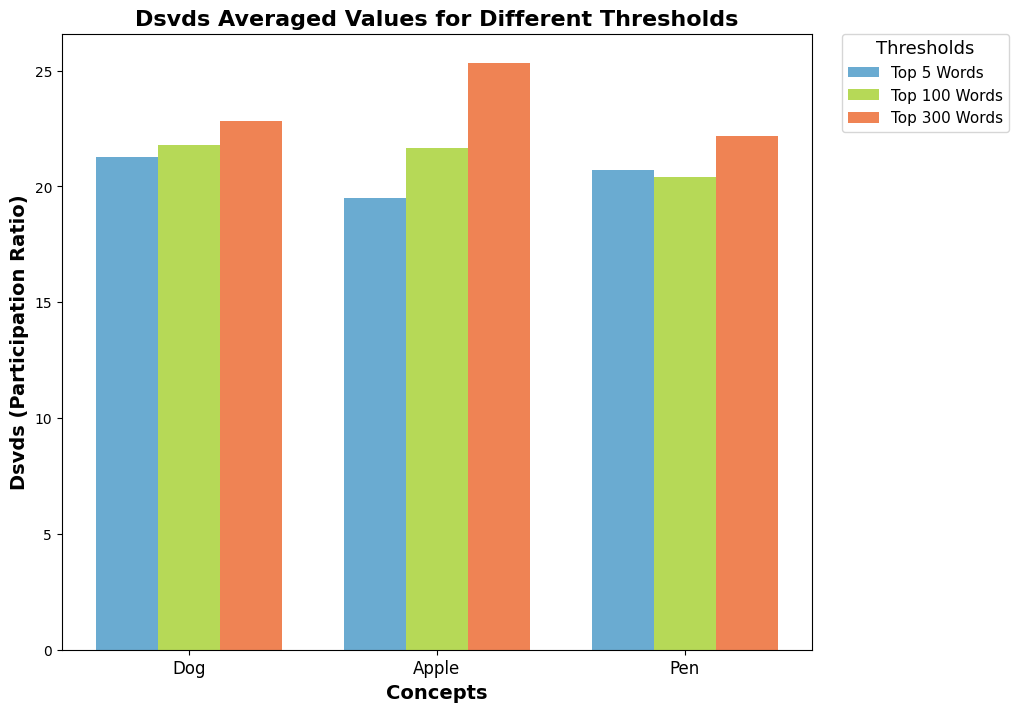 Dsvds Averaged Values for Different Thresholds
Thresholds
Top 5 Words
Top 100 Words
Top 300 Words
Dsvds (Participation Ratio)
25
20
15
10
5
0
Dog Apple Pen
Concepts